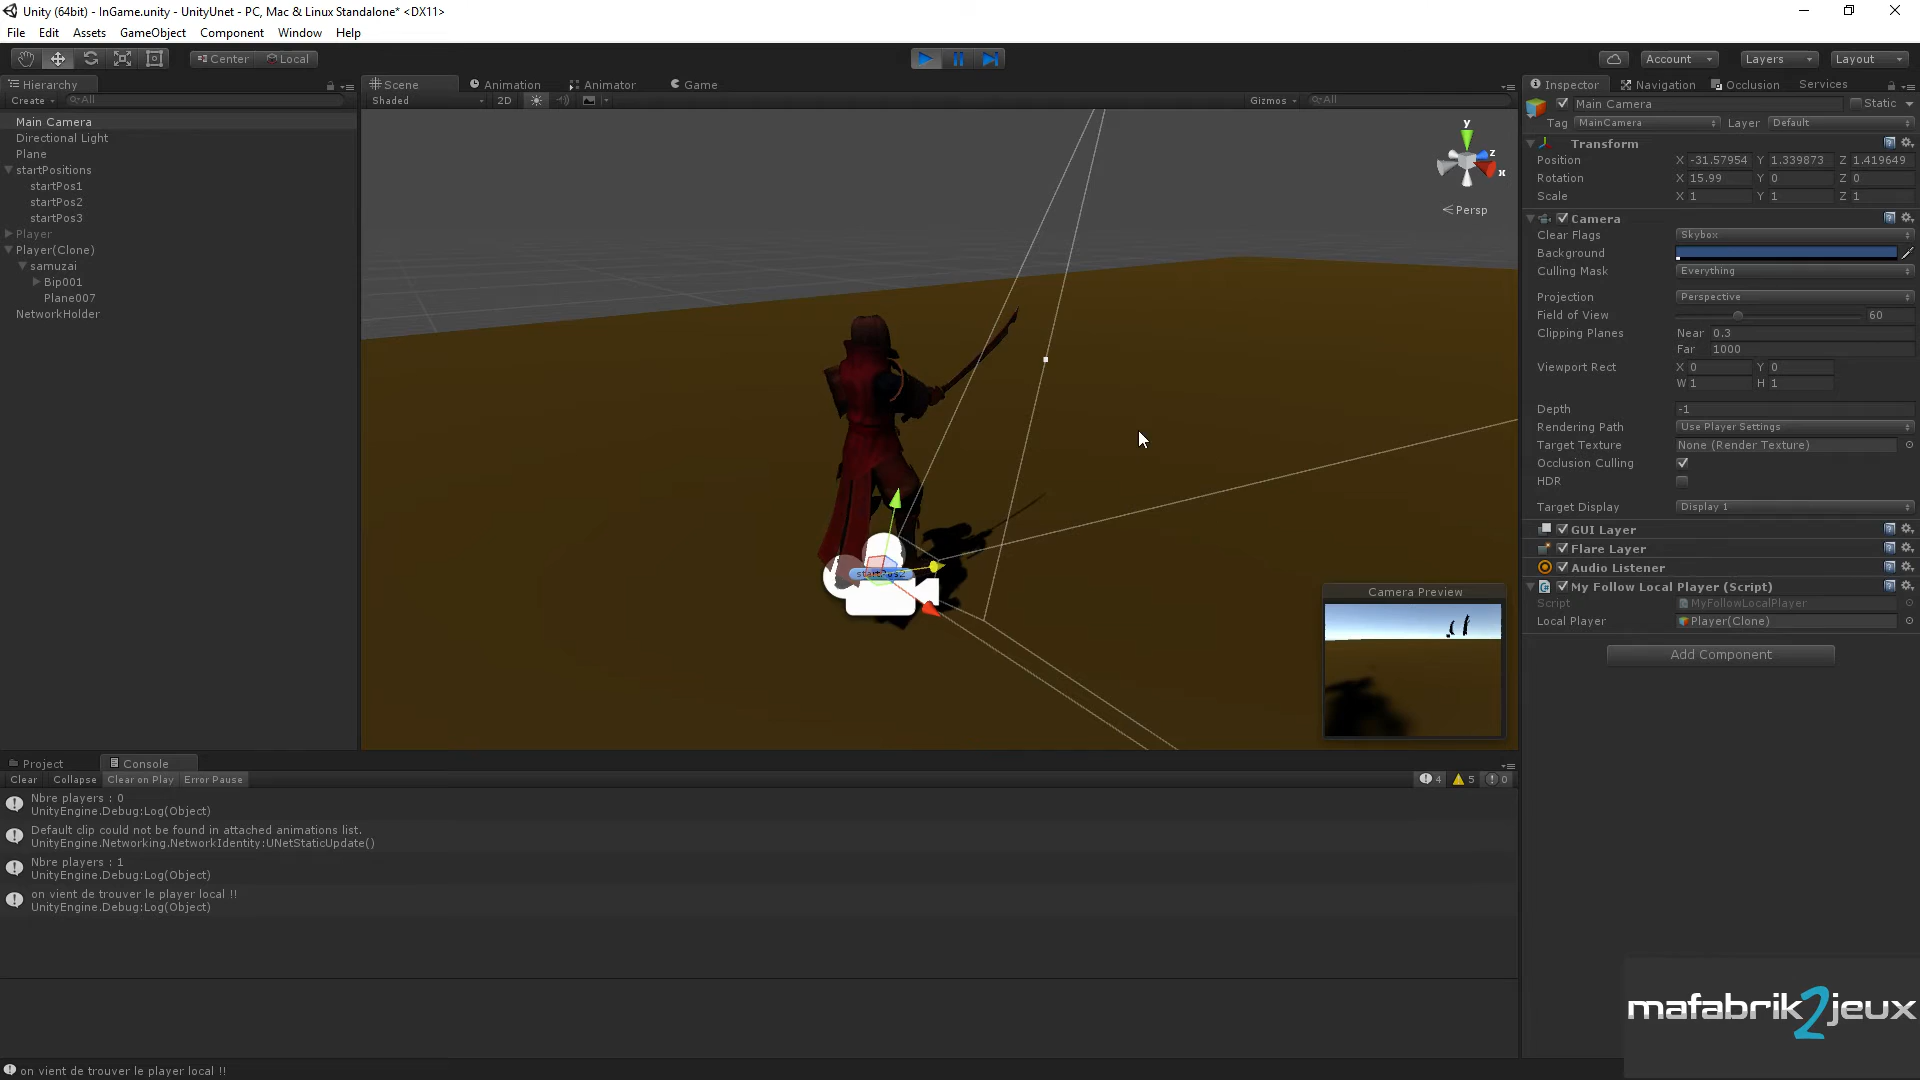 Unity (64bit) - InGame.unity - UnityUnet - PC, Mac & Linux Standalone* <DX11>
File Edit Assets GameObject Component Window Help
Center Local Account Layers Layout
Hierarchy
Create All
Main Camera
Directional Light
Plane
startPositions
startPos1
startPos2
startPos3
Player
Player(Clone)
samuzai
Bip001
Plane007
NetworkHolder
Scene Animation Animator Game
Shaded 2D Gizmos All
y
z
x
Persp
startPos2
Camera Preview
Inspector Navigation Occlusion Services
Main Camera Static
Tag MainCamera Layer Default
Transform
Position X -31.57954 Y 1.339873 Z 1.419649
Rotation X 15.99 Y 0 Z 0
Scale X 1 Y 1 Z 1
Camera
Clear Flags Skybox
Background
Culling Mask Everything
Projection Perspective
Field of View 60
Clipping Planes Near 0.3
Far 1000
Viewport Rect X 0 Y 0
W 1 H 1
Depth -1
Rendering Path Use Player Settings
Target Texture None (Render Texture)
Occlusion Culling
HDR
Target Display Display 1
GUI Layer
Flare Layer
Audio Listener
My Follow Local Player (Script)
Script MyFollowLocalPlayer
Local Player Player(Clone)
Add Component
Project Console
Clear Collapse Clear on Play Error Pause 4 5 0
Nbre players : 0
UnityEngine.Debug:Log(Object)
Default clip could not be found in attached animations list.
UnityEngine.Networking.NetworkIdentity:UNetStaticUpdate()
Nbre players : 1
UnityEngine.Debug:Log(Object)
on vient de trouver le player local !!
UnityEngine.Debug:Log(Object)
mafabrik2jeux
on vient de trouver le player local !!